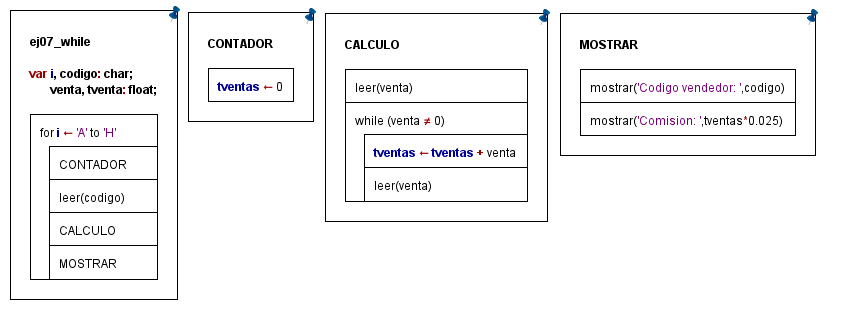 ej07_while
var i, codigo: char;
venta, tventa: float;
for i ← 'A' to 'H'
CONTADOR
leer(codigo)
CALCULO
MOSTRAR
CONTADOR
tventas ← 0
CALCULO
leer(venta)
while (venta ≠ 0)
tventas ← tventas + venta
leer(venta)
MOSTRAR
mostrar('Codigo vendedor: ',codigo)
mostrar('Comision: ',tventas*0.025)